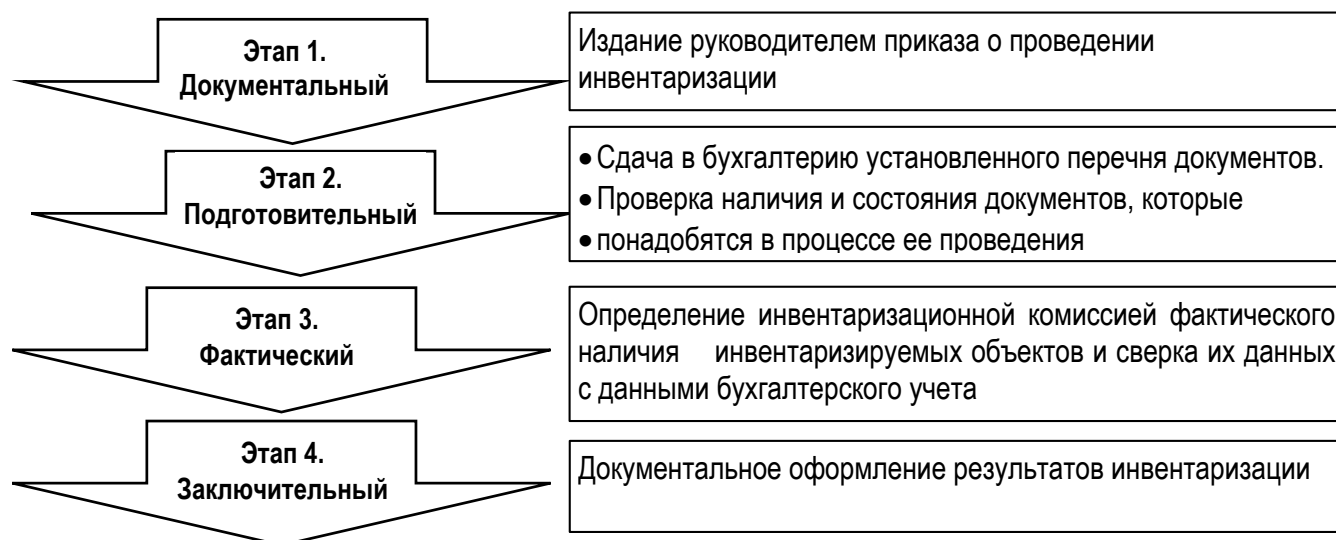 Этап 1.
Документальный
Издание руководителем приказа о проведении
инвентаризации
Этап 2.
Подготовительный
• Сдача в бухгалтерию установленного перечня документов.
• Проверка наличия и состояния документов, которые
• понадобятся в процессе ее проведения
Этап 3.
Фактический
Определение инвентаризационной комиссией фактического
наличия инвентаризируемых объектов и сверка их данных
с данными бухгалтерского учета
Этап 4.
Заключительный
Документальное оформление результатов инвентаризации